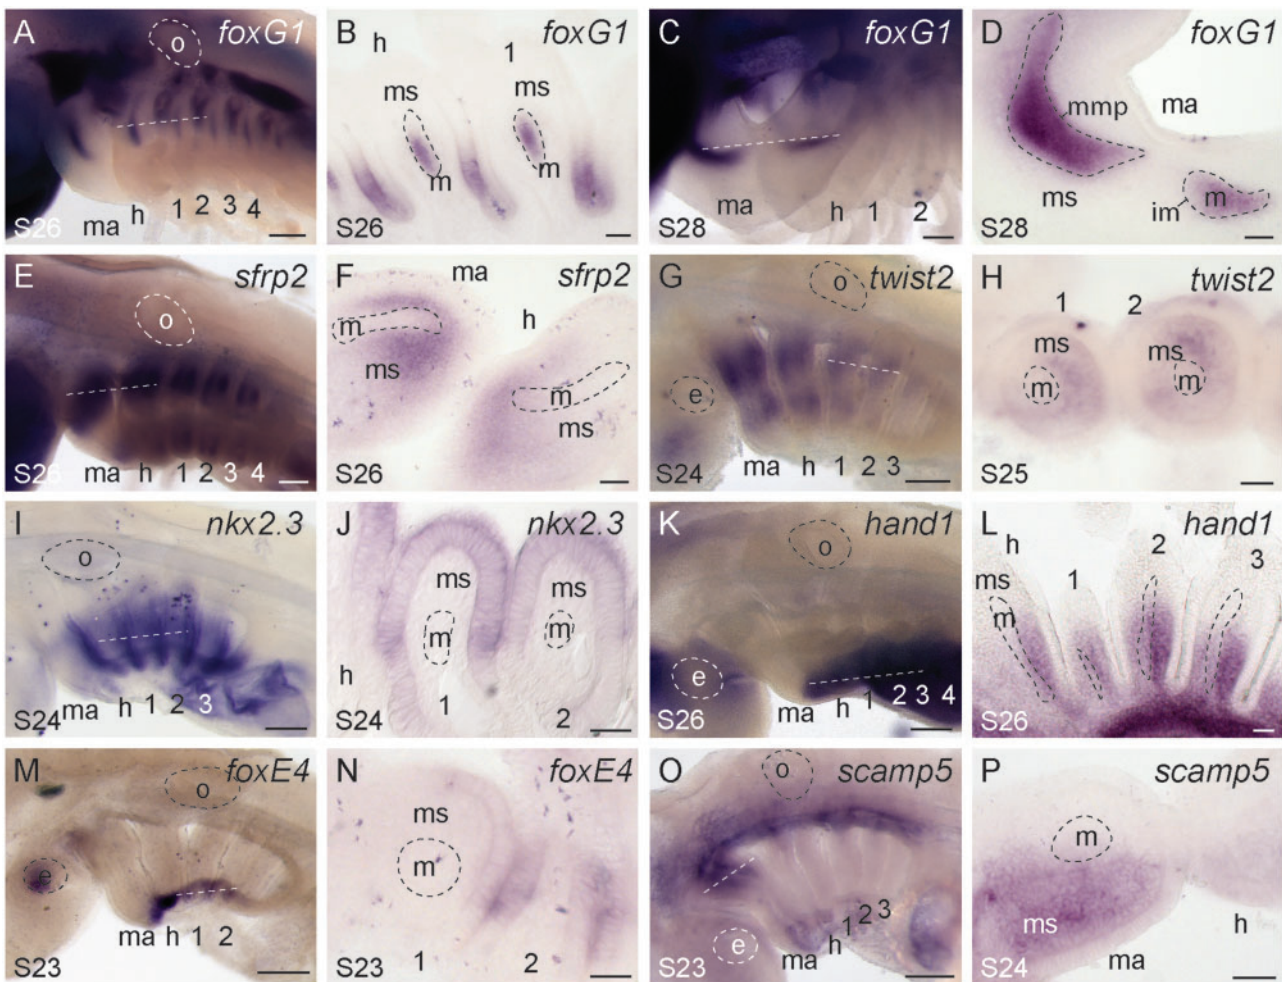 A foxG1
o
ma h 1 2 3 4
S26
B foxG1
h 1
ms ms
m m
S26
C foxG1
ma h 1 2
S28
D foxG1
mmp ma
ms
im m
S28
E sfrp2
o
ma h 1 2 3 4
S26
F sfrp2
ma
m h
ms
m
ms
S26
G twist2
o
e
ma h 1 2 3
S24
H twist2
1 2
ms ms
m m
S25
I nkx2.3
o
ma h 1 2 3
S24
J nkx2.3
ms ms
m m
h
1 2
S24
K hand1
o
e
ma h 1 2 3 4
S26
L hand1
h 1 2 3
ms
m
S26
M foxE4
o
e
ma h 1 2
S23
N foxE4
ms
m
1 2
S23
O scamp5
o
e
ma h 1 2 3
S23
P scamp5
m
ms
h
ma
S24